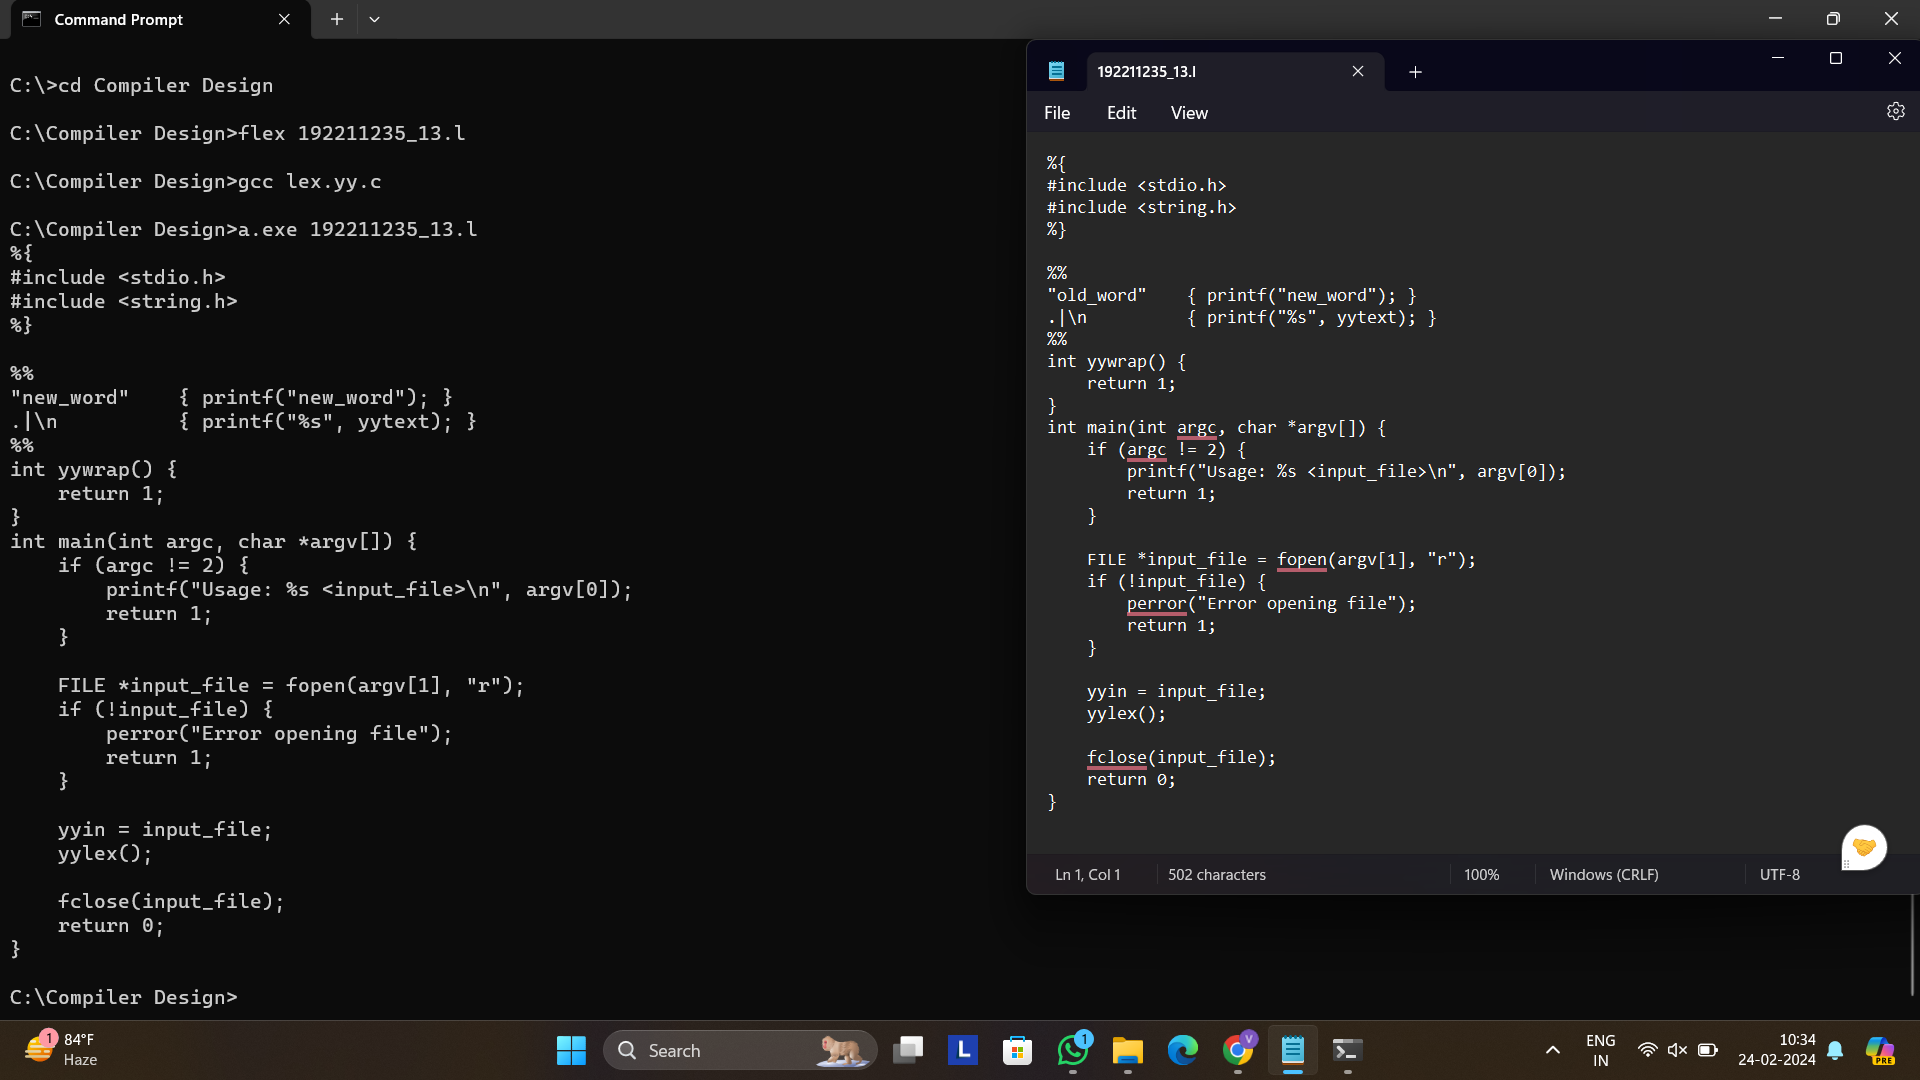 Command Prompt
C:\>cd Compiler Design
C:\Compiler Design>flex 192211235_13.l
C:\Compiler Design>gcc lex.yy.c
C:\Compiler Design>a.exe 192211235_13.l
%{
#include <stdio.h>
#include <string.h>
%}
%%
"new_word"    { printf("new_word"); }
.|\n          { printf("%s", yytext); }
%%
int yywrap() {
    return 1;
}
int main(int argc, char *argv[]) {
    if (argc != 2) {
        printf("Usage: %s <input_file>\n", argv[0]);
        return 1;
    }
    FILE *input_file = fopen(argv[1], "r");
    if (!input_file) {
        perror("Error opening file");
        return 1;
    }
    yyin = input_file;
    yylex();
    fclose(input_file);
    return 0;
}
C:\Compiler Design>
192211235_13.l
File Edit View
%{
#include <stdio.h>
#include <string.h>
%}
%%
"old_word"    { printf("new_word"); }
.|\n          { printf("%s", yytext); }
%%
int yywrap() {
    return 1;
}
int main(int argc, char *argv[]) {
    if (argc != 2) {
        printf("Usage: %s <input_file>\n", argv[0]);
        return 1;
    }
    FILE *input_file = fopen(argv[1], "r");
    if (!input_file) {
        perror("Error opening file");
        return 1;
    }
    yyin = input_file;
    yylex();
    fclose(input_file);
    return 0;
}
Ln 1, Col 1 502 characters 100% Windows (CRLF) UTF-8
1
84°F
Haze
Search
L
1
V
ENG
IN
10:34
24-02-2024
PRE